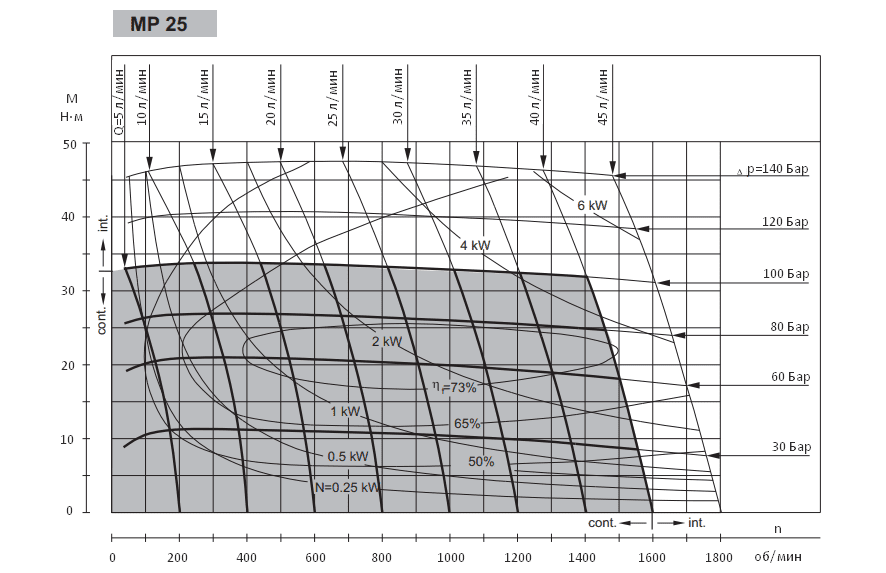 MP 25
Q=5 л/мин
10 л/мин
15 л/мин
20 л/мин
25 л/мин
30 л/мин
35 л/мин
40 л/мин
45 л/мин
M
Н·м
50
40
30
20
10
0
int.
cont.
Δ p=140 Бар
120 Бар
100 Бар
80 Бар
60 Бар
30 Бар
6 kW
4 kW
2 kW
ηt=73%
1 kW
65%
0.5 kW
50%
N=0.25 kW
cont.
int.
n
0
200
400
600
800
1000
1200
1400
1600
1800
об/мин